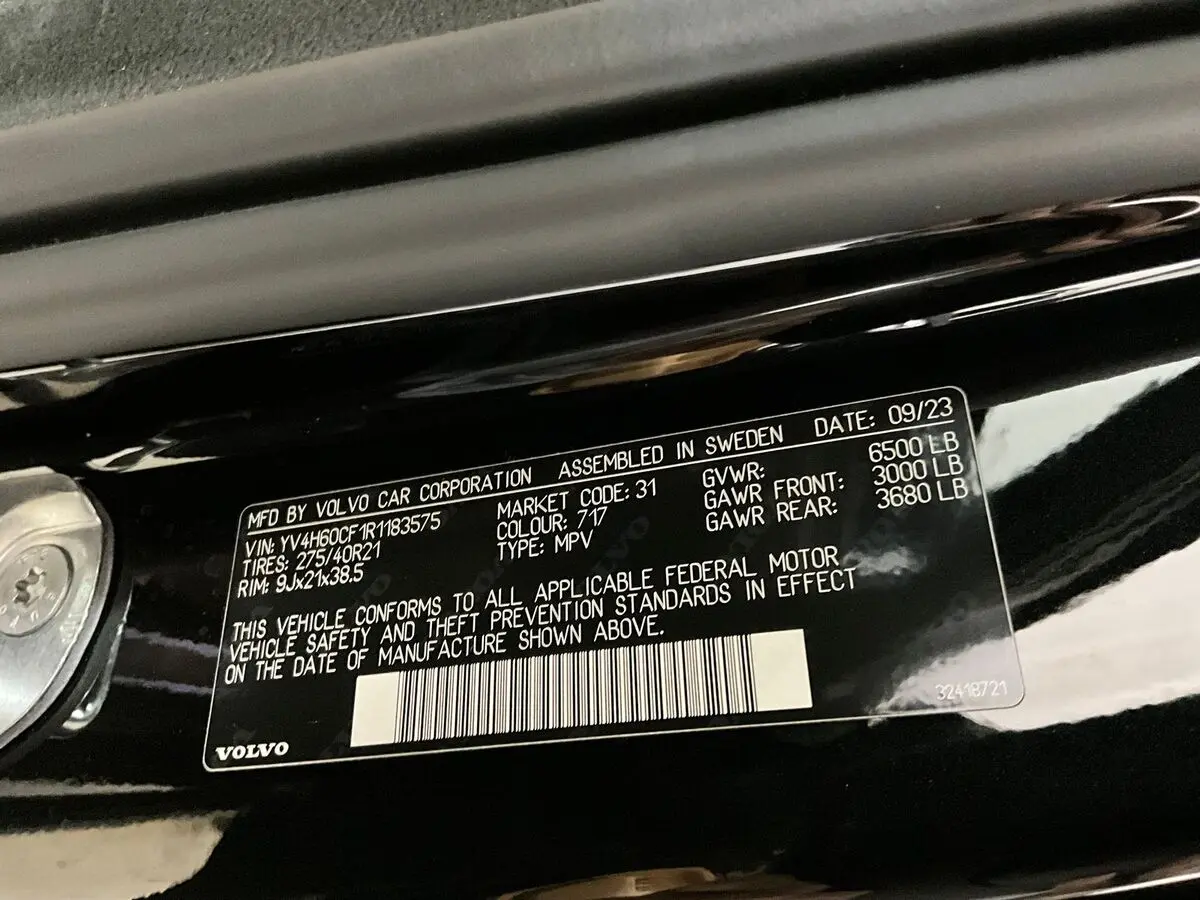 MFD BY VOLVO CAR CORPORATION ASSEMBLED IN SWEDEN DATE: 09/23
VIN: YV4H60CF1R1183575 MARKET CODE: 31 GVWR: 6500 LB
TIRES: 275/40R21 COLOUR: 717 GAWR FRONT: 3000 LB
RIM: 9Jx21x38.5 TYPE: MPV GAWR REAR: 3680 LB
THIS VEHICLE CONFORMS TO ALL APPLICABLE FEDERAL MOTOR
VEHICLE SAFETY AND THEFT PREVENTION STANDARDS IN EFFECT
ON THE DATE OF MANUFACTURE SHOWN ABOVE.
32418721
VOLVO